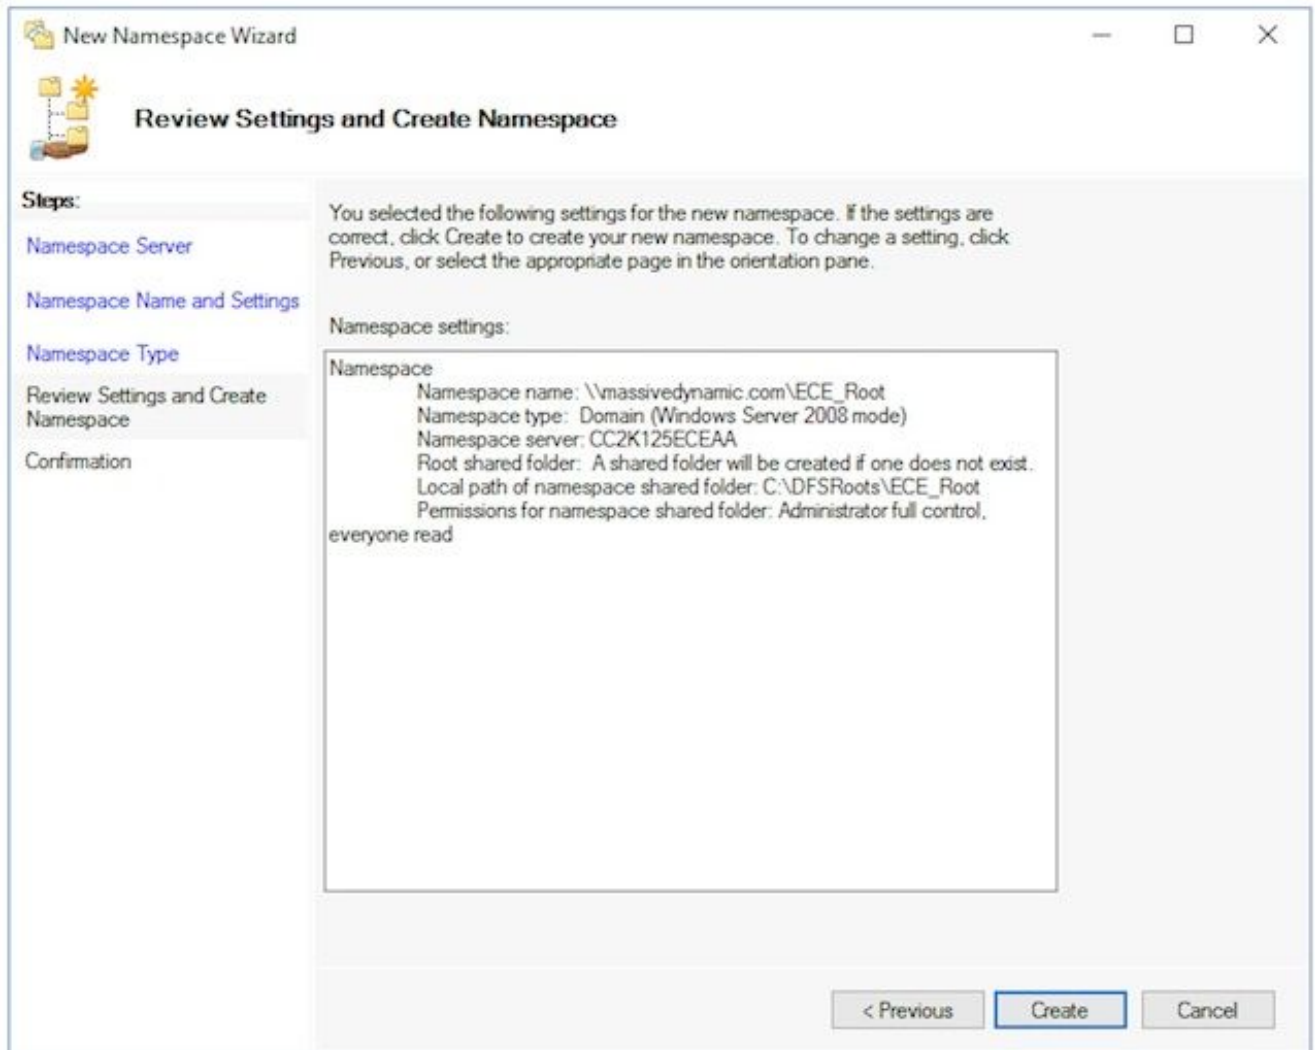 New Namespace Wizard
Review Settings and Create Namespace
Steps:
Namespace Server
Namespace Name and Settings
Namespace Type
Review Settings and Create
Namespace
Confirmation
You selected the following settings for the new namespace. If the settings are
correct, click Create to create your new namespace. To change a setting, click
Previous, or select the appropriate page in the orientation pane.
Namespace settings:
Namespace
Namespace name: \\massivedynamic.com\ECE_Root
Namespace type: Domain (Windows Server 2008 mode)
Namespace server: CC2K125ECEAA
Root shared folder: A shared folder will be created if one does not exist.
Local path of namespace shared folder: C:\DFSRoots\ECE_Root
Permissions for namespace shared folder: Administrator full control,
everyone read
< Previous
Create
Cancel